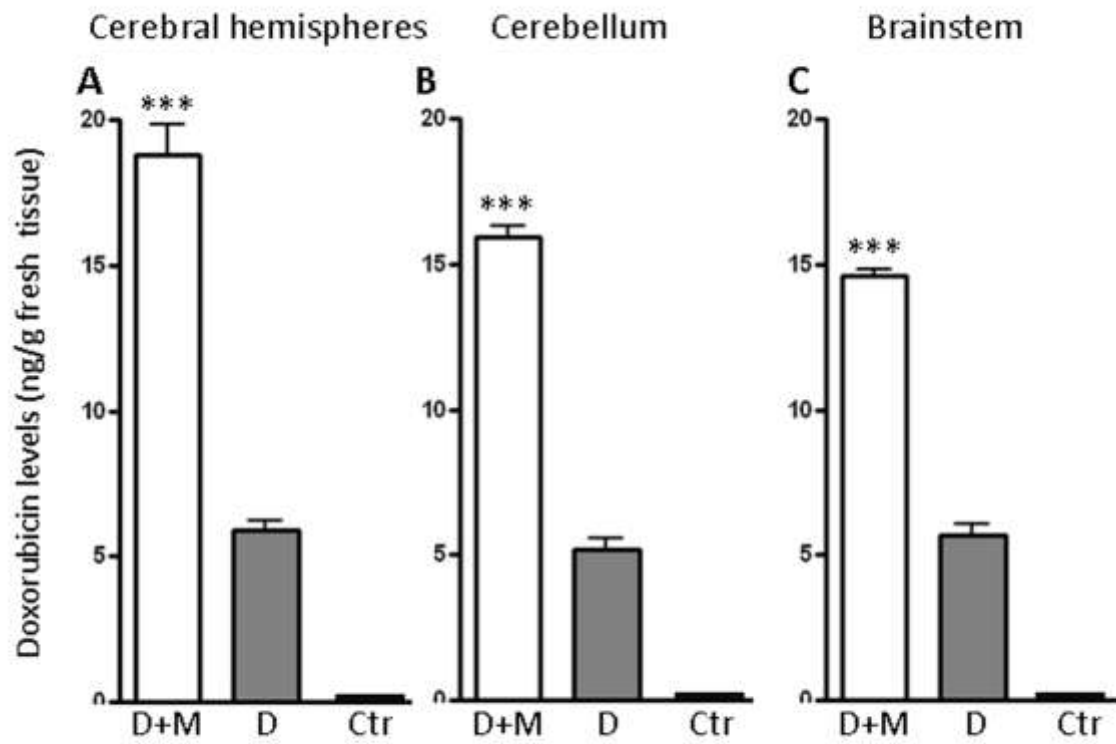 Cerebral hemispheres Cerebellum Brainstem
A B C
*** *** ***
Doxorubicin levels (ng/g fresh tissue)
20 20 20
15 15 15
10 10 10
5 5 5
0 0 0
D+M D Ctr D+M D Ctr D+M D Ctr